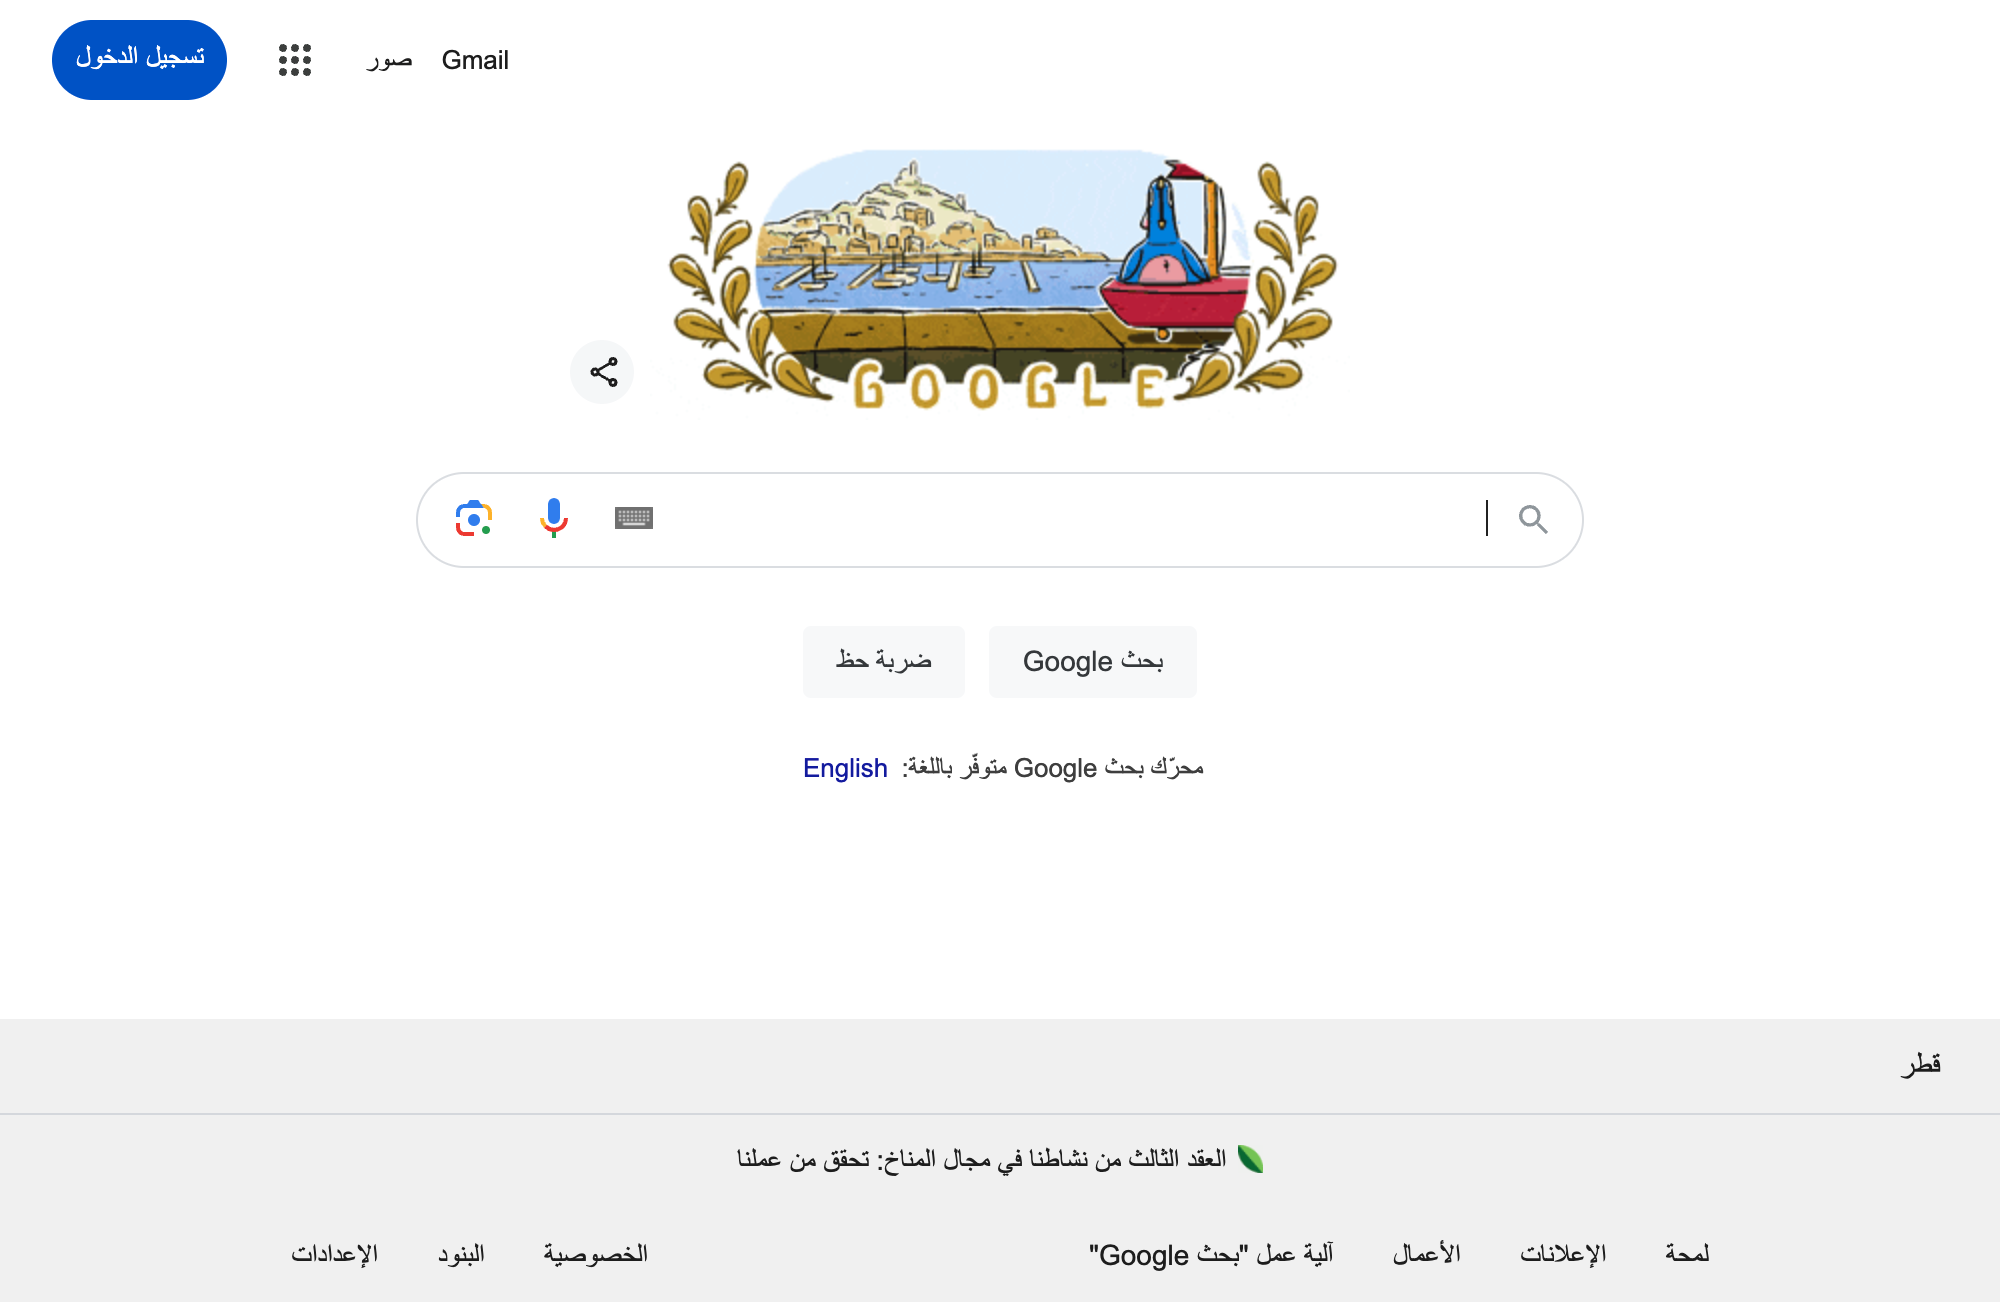 Gmail
صور
تسجيل الدخول
GOOGLE
بحث Google
ضربة حظ
محرّك بحث Google متوفّر باللغة: English
قطر
العقد الثالث من نشاطنا في مجال المناخ: تحقق من عملنا
لمحة
الإعلانات
الأعمال
آلية عمل "بحث Google"
الخصوصية
البنود
الإعدادات